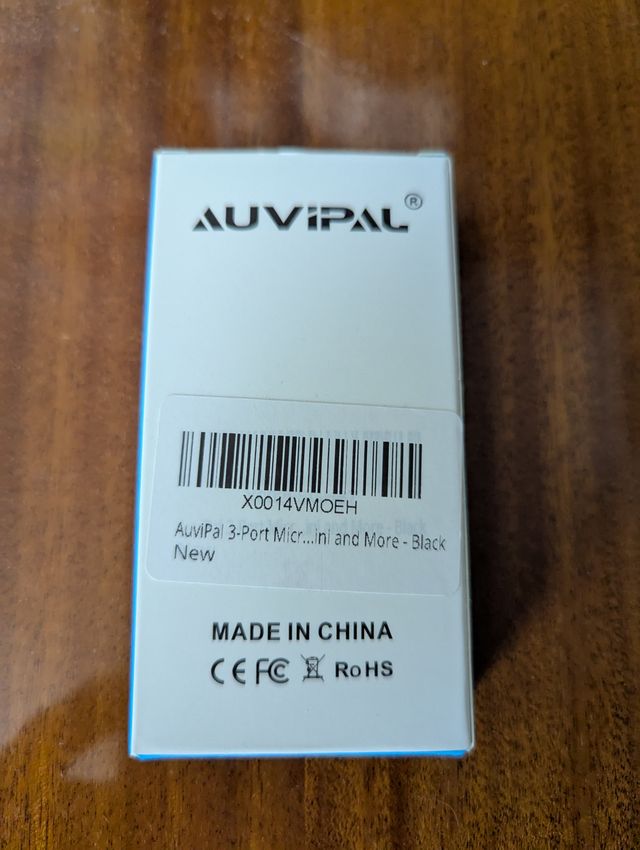 AUViPAL®
X0014VMOEH
AuviPal 3-Port Micr...ini and More - Black
New
MADE IN CHINA
CE FC RoHS